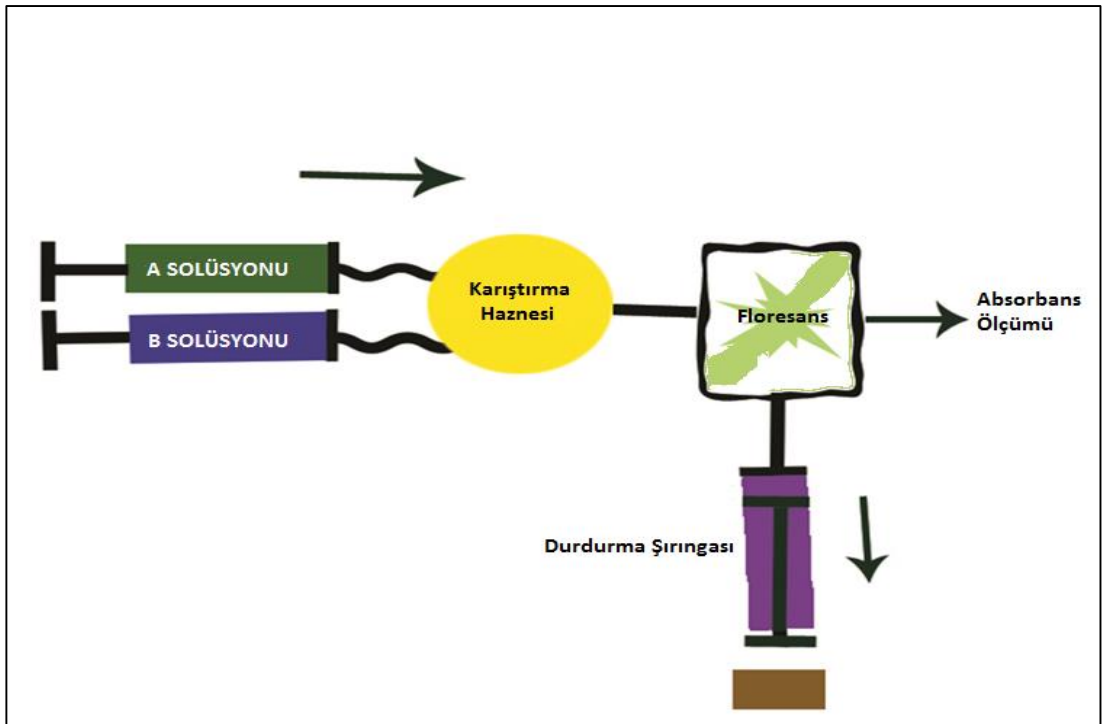 A SOLÜSYONU
B SOLÜSYONU
Karıştırma
Haznesi
Floresans
Absorbans
Ölçümü
Durdurma Şırıngası